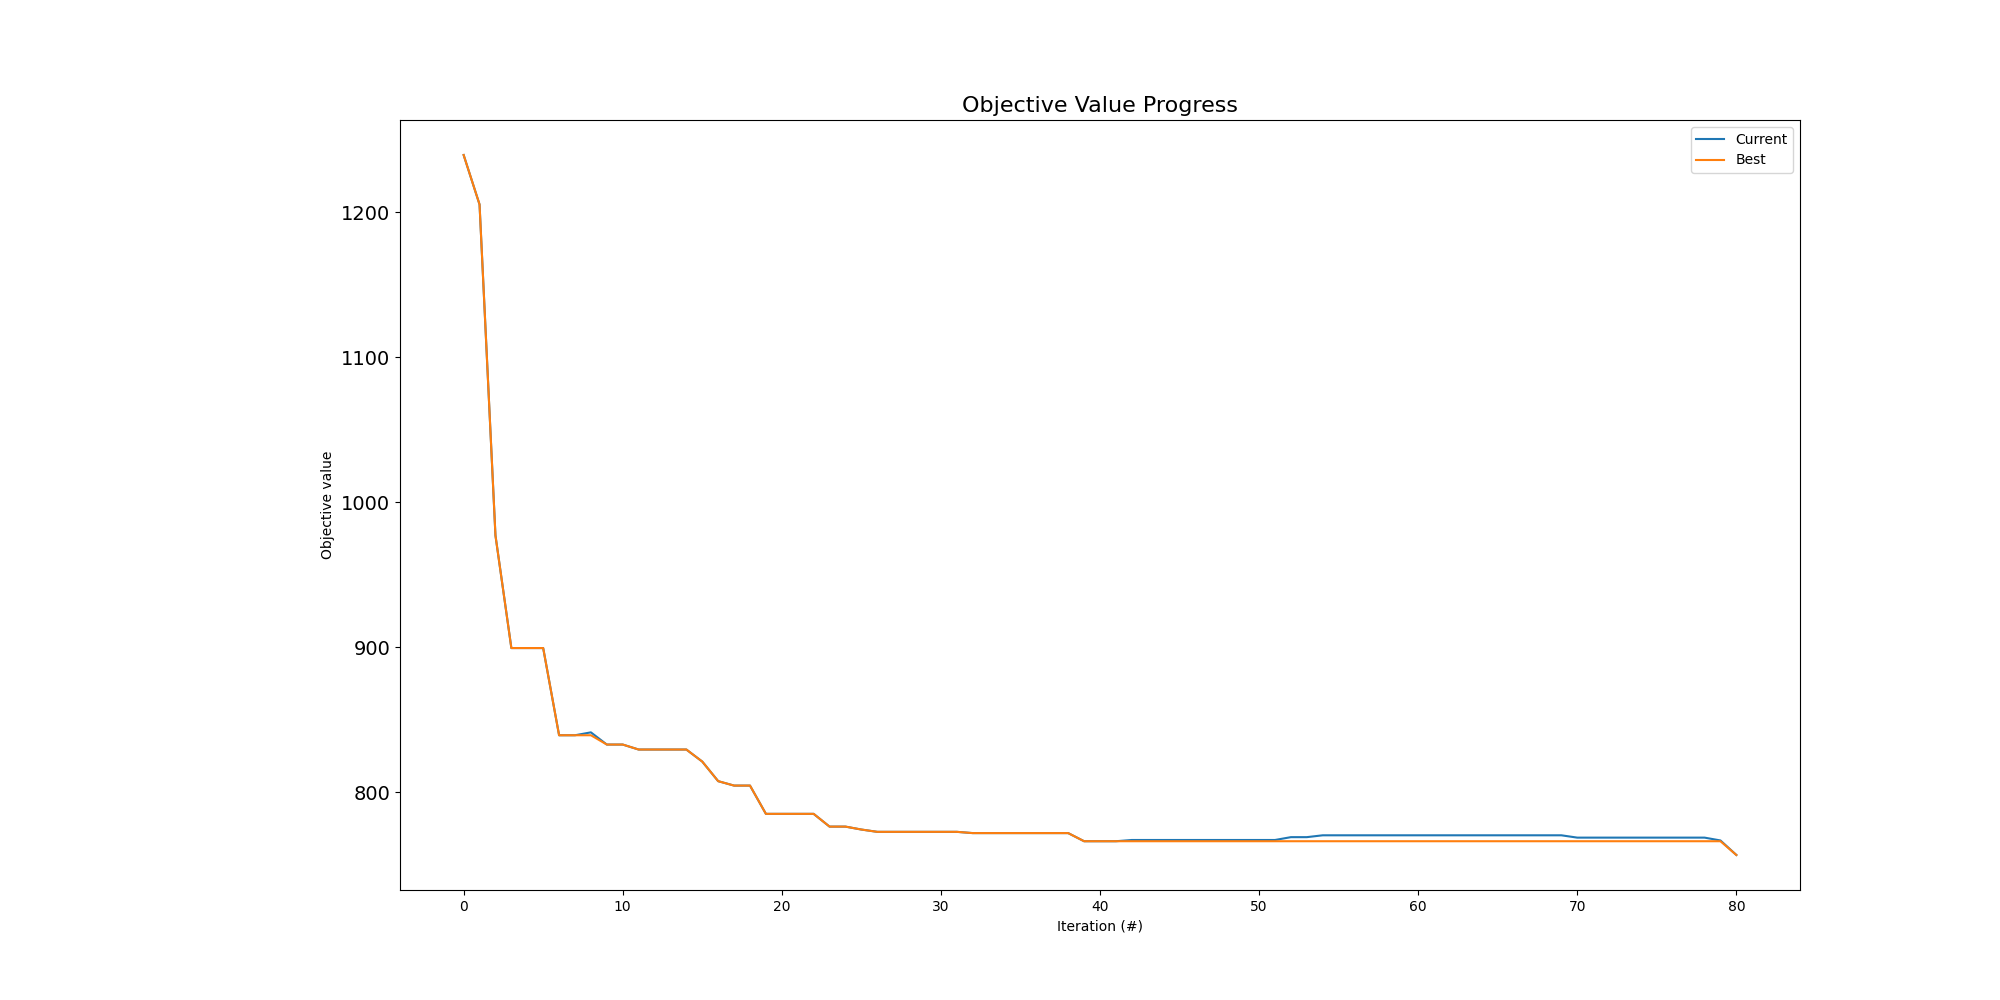 Objective Value Progress
Current
Best
1200
1100
1000
900
800
Objective value
0 10 20 30 40 50 60 70 80
Iteration (#)